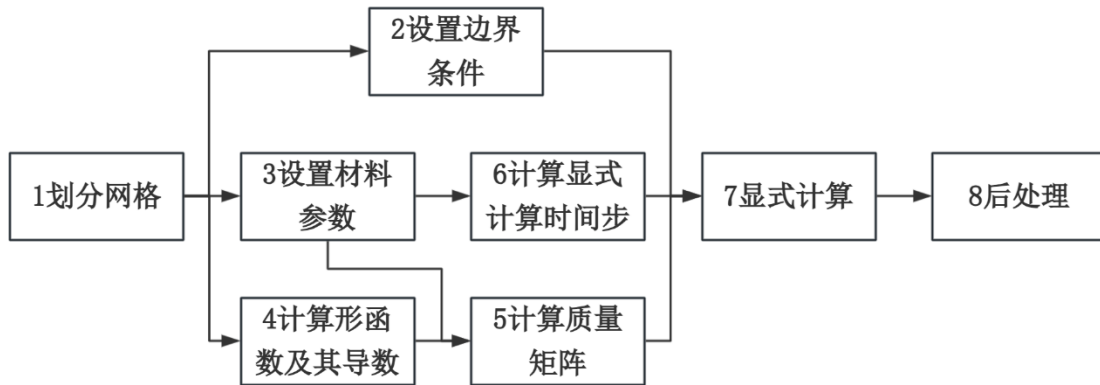 2设置边界
条件
1划分网格
3设置材料
参数
6计算显式
计算时间步
7显式计算
8后处理
4计算形函
数及其导数
5计算质量
矩阵